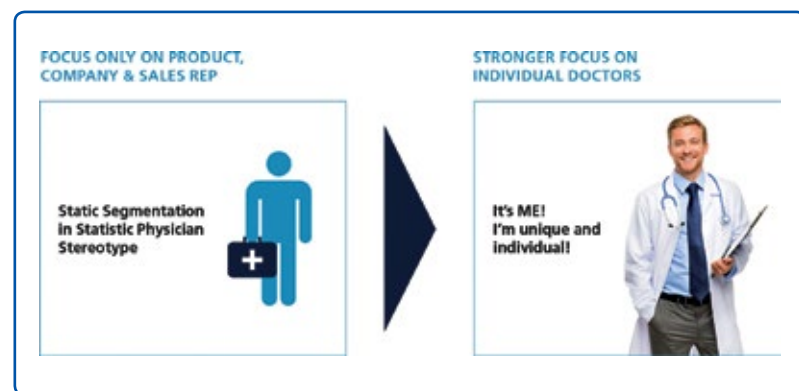 FOCUS ONLY ON PRODUCT,
COMPANY & SALES REP
Static Segmentation
in Statistic Physician
Stereotype
STRONGER FOCUS ON
INDIVIDUAL DOCTORS
It's ME!
I'm unique and
individual!